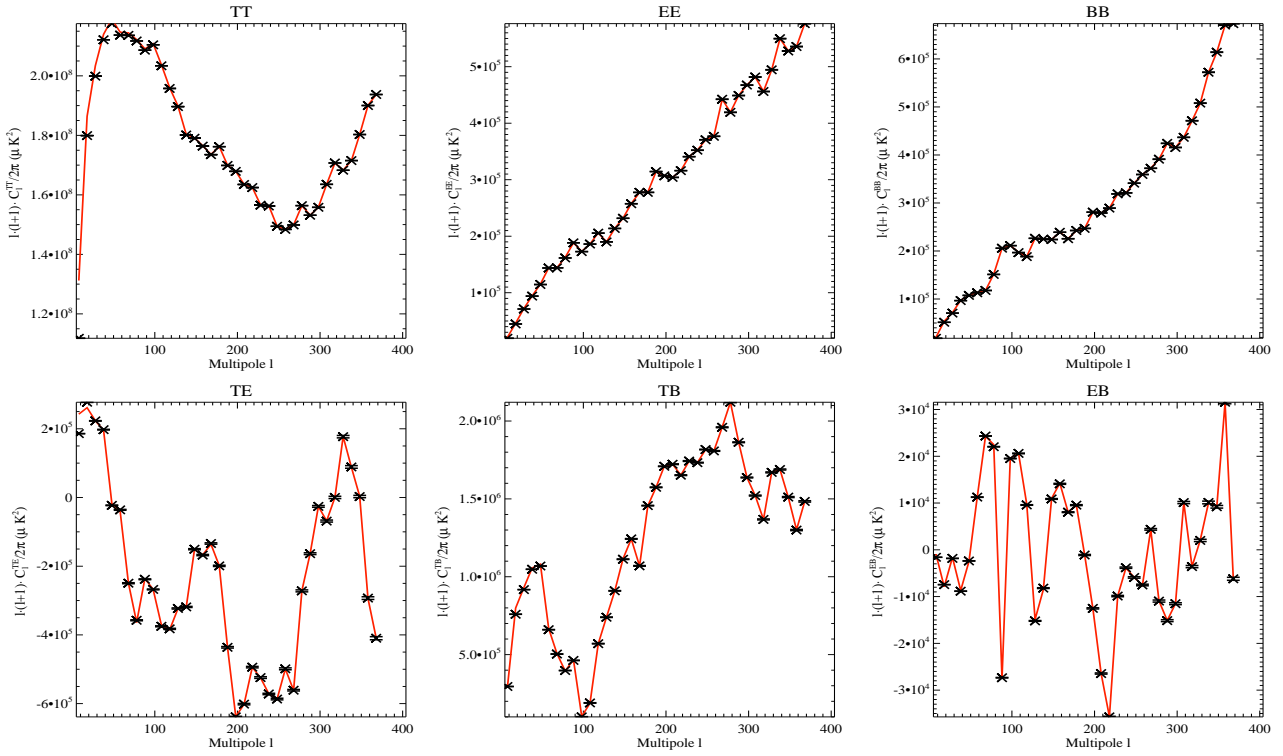 TT
2.0•10⁸
1.8•10⁸
1.6•10⁸
1.4•10⁸
1.2•10⁸
l·(l+1)· C_l^TT/2π (μ K²)
100 200 300 400
Multipole l
EE
5•10⁵
4•10⁵
3•10⁵
2•10⁵
1•10⁵
l·(l+1)· C_l^EE/2π (μ K²)
100 200 300 400
Multipole l
BB
6•10⁵
5•10⁵
4•10⁵
3•10⁵
2•10⁵
1•10⁵
l·(l+1)· C_l^BB/2π (μ K²)
100 200 300 400
Multipole l
TE
2•10⁵
0
-2•10⁵
-4•10⁵
-6•10⁵
l·(l+1)· C_l^TE/2π (μ K²)
100 200 300 400
Multipole l
TB
2.0•10⁶
1.5•10⁶
1.0•10⁶
5.0•10⁵
l·(l+1)· C_l^TB/2π (μ K²)
100 200 300 400
Multipole l
EB
3•10⁴
2•10⁴
1•10⁴
0
-1•10⁴
-2•10⁴
-3•10⁴
l·(l+1)· C_l^EB/2π (μ K²)
100 200 300 400
Multipole l